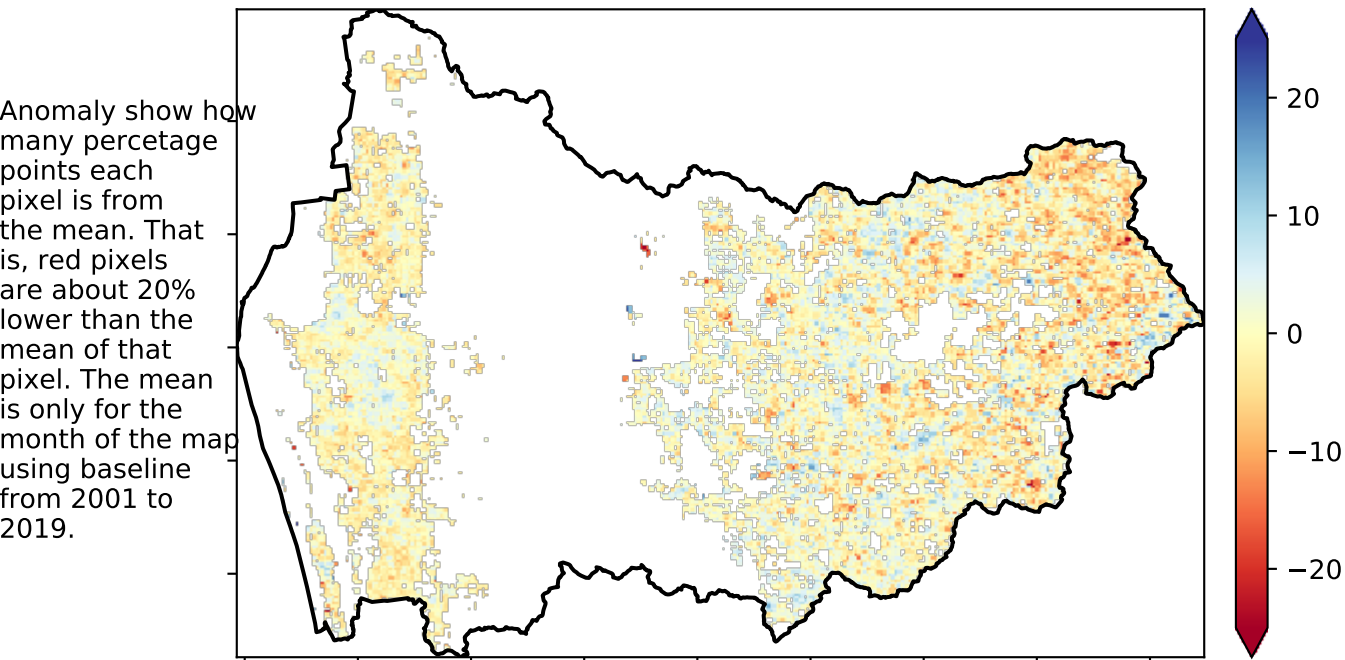 Anomaly show how
many percetage
points each
pixel is from
the mean. That
is, red pixels
are about 20%
lower than the
mean of that
pixel. The mean
is only for the
month of the map
using baseline
from 2001 to
2019.
20
10
0
−10
−20